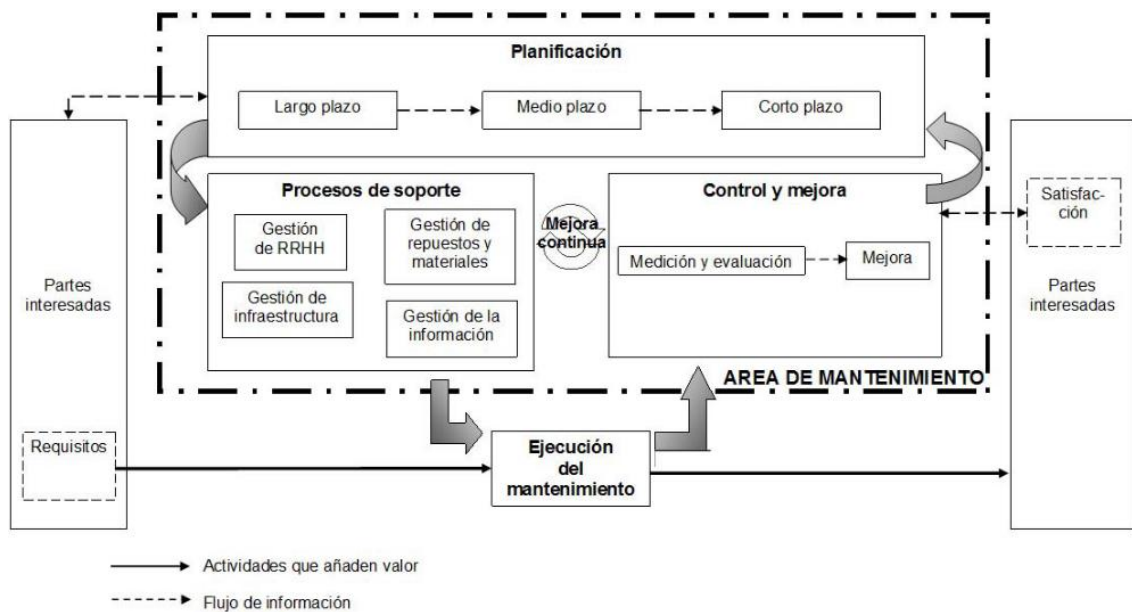 Planificación
Largo plazo
Medio plazo
Corto plazo
Partes
interesadas
Requisitos
Procesos de soporte
Gestión
de RRHH
Gestión de
repuestos y
materiales
Gestión de
infraestructura
Gestión de la
información
Mejora
continua
Control y mejora
Medición y evaluación
Mejora
AREA DE MANTENIMIENTO
Satisfac-
ción
Partes
interesadas
Ejecución
del
mantenimiento
Actividades que añaden valor
Flujo de información